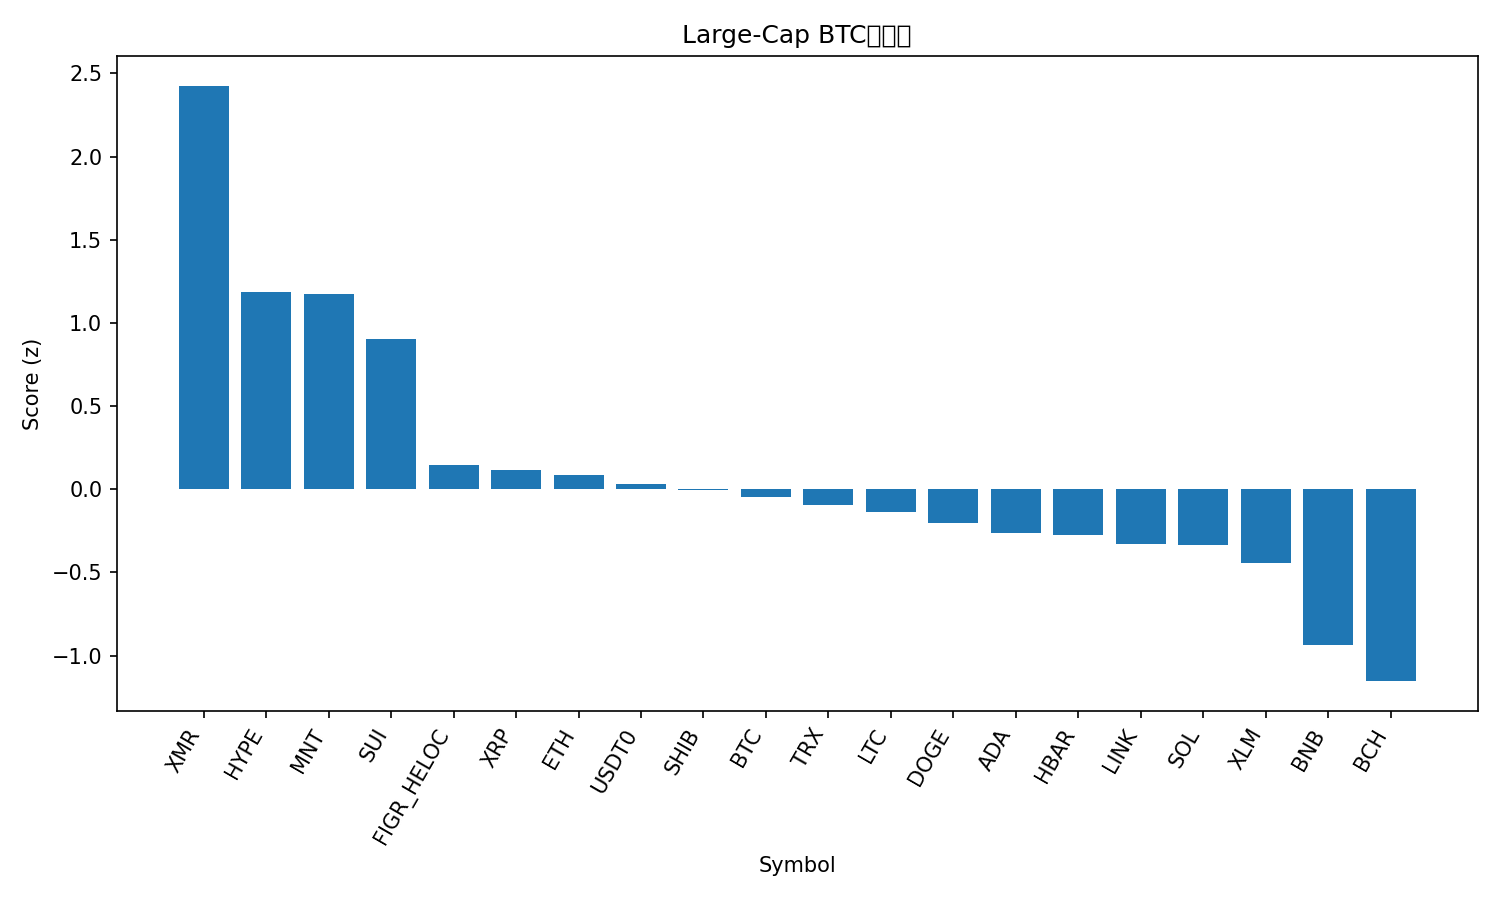 Large-Cap BTC
2.5
2.0
1.5
1.0
0.5
0.0
−0.5
−1.0
Score (z)
XMR
HYPE
MNT
SUI
FIGR_HELOC
XRP
ETH
USDT0
SHIB
BTC
TRX
LTC
DOGE
ADA
HBAR
LINK
SOL
XLM
BNB
BCH
Symbol